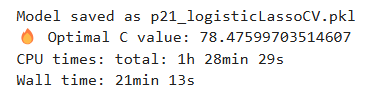 Model saved as p21_logisticLassoCV.pkl
🔥 Optimal C value: 78.47599703514607
CPU times: total: 1h 28min 29s
Wall time: 21min 13s